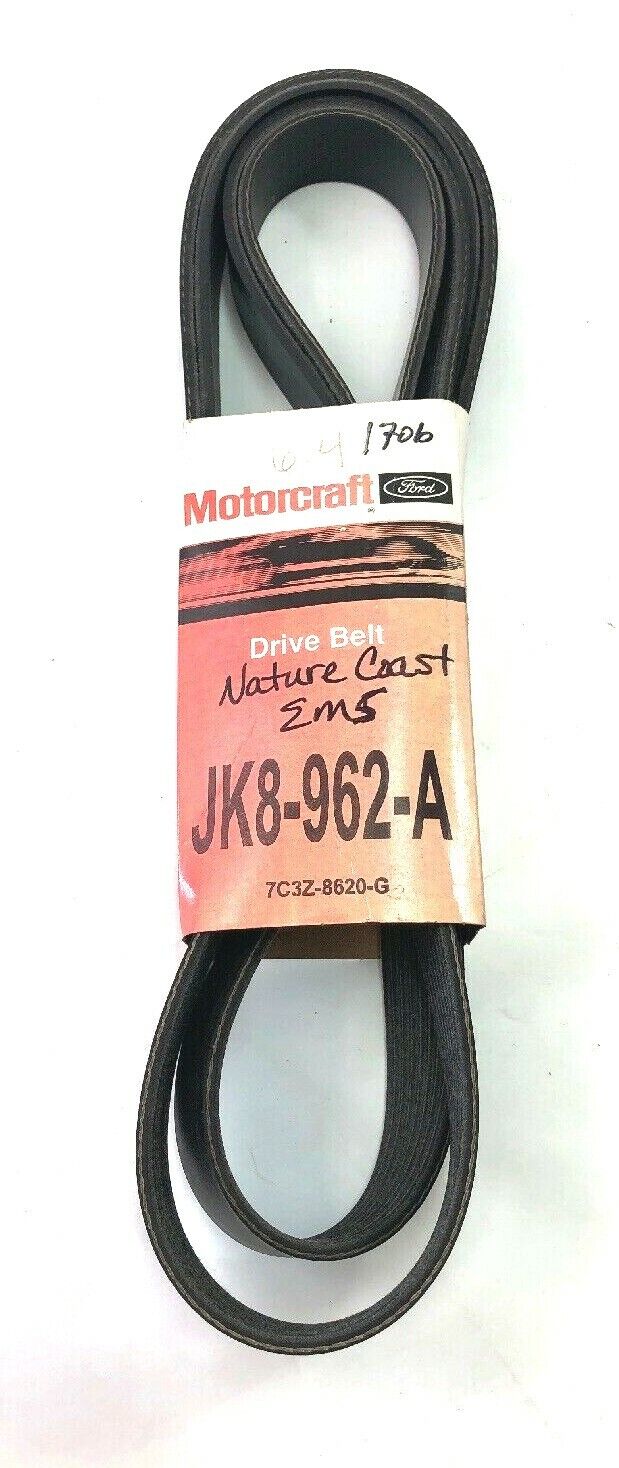 6.4 1706
Motorcraft Ford
Drive Belt
Nature Coast
EMS
JK8-962-A
7C3Z-8620-G